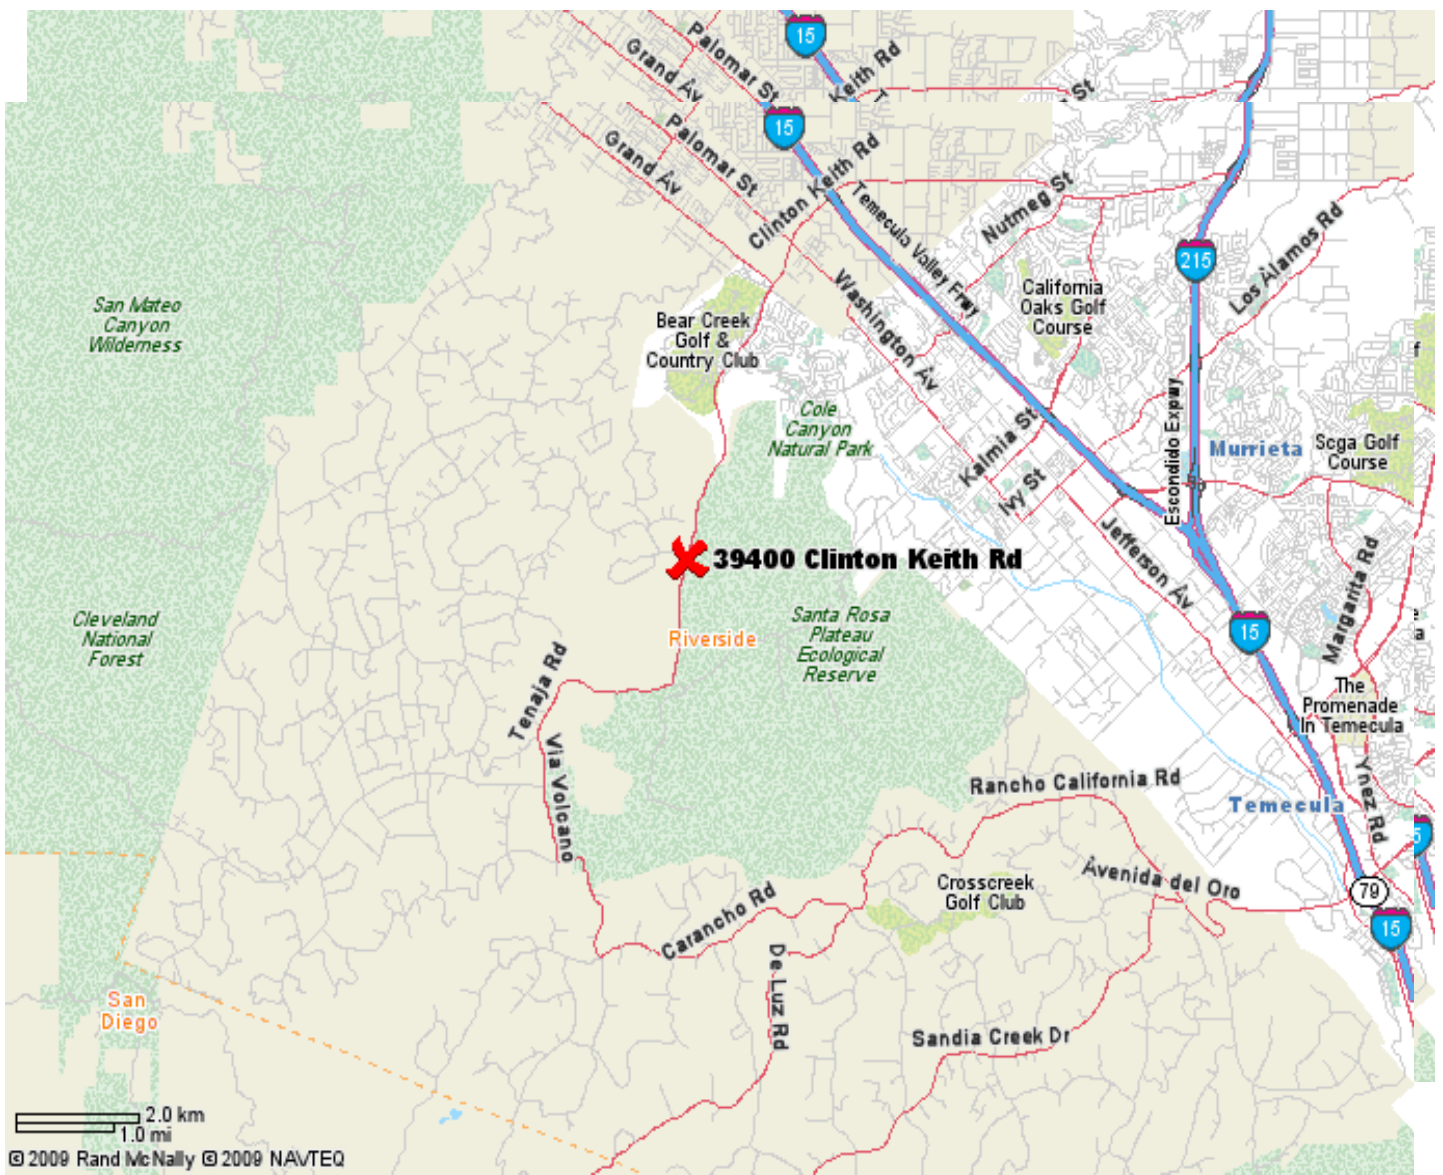 15
Palomar St
Grand Av
Keith Rd
St
15
Palomar St
Grand Av
Clinton Keith Rd
Temecula Valley Frwy
Nutmeg St
215
Los Alamos Rd
San Mateo
Canyon
Wilderness
Bear Creek
Golf &
Country Club
Washington Av
California
Oaks Golf
Course
f
Cole
Canyon
Natural Park
Kalmia St
Ivy St
Escondido Expwy
Murrieta
Scga Golf
Course
Jefferson Av
39400 Clinton Keith Rd
Margarita Rd
Cleveland
National
Forest
Riverside
Santa Rosa
Plateau
Ecological
Reserve
15
Tenaja Rd
The
Promenade
In Temecula
Via Volcano
Rancho California Rd
Temecula
Ynez Rd
5
Crosscreek
Golf Club
Avenida del Oro
79
15
Carancho Rd
De Luz Rd
San
Diego
Sandia Creek Dr
2.0 km
1.0 mi
© 2009 Rand McNally © 2009 NAVTEQ